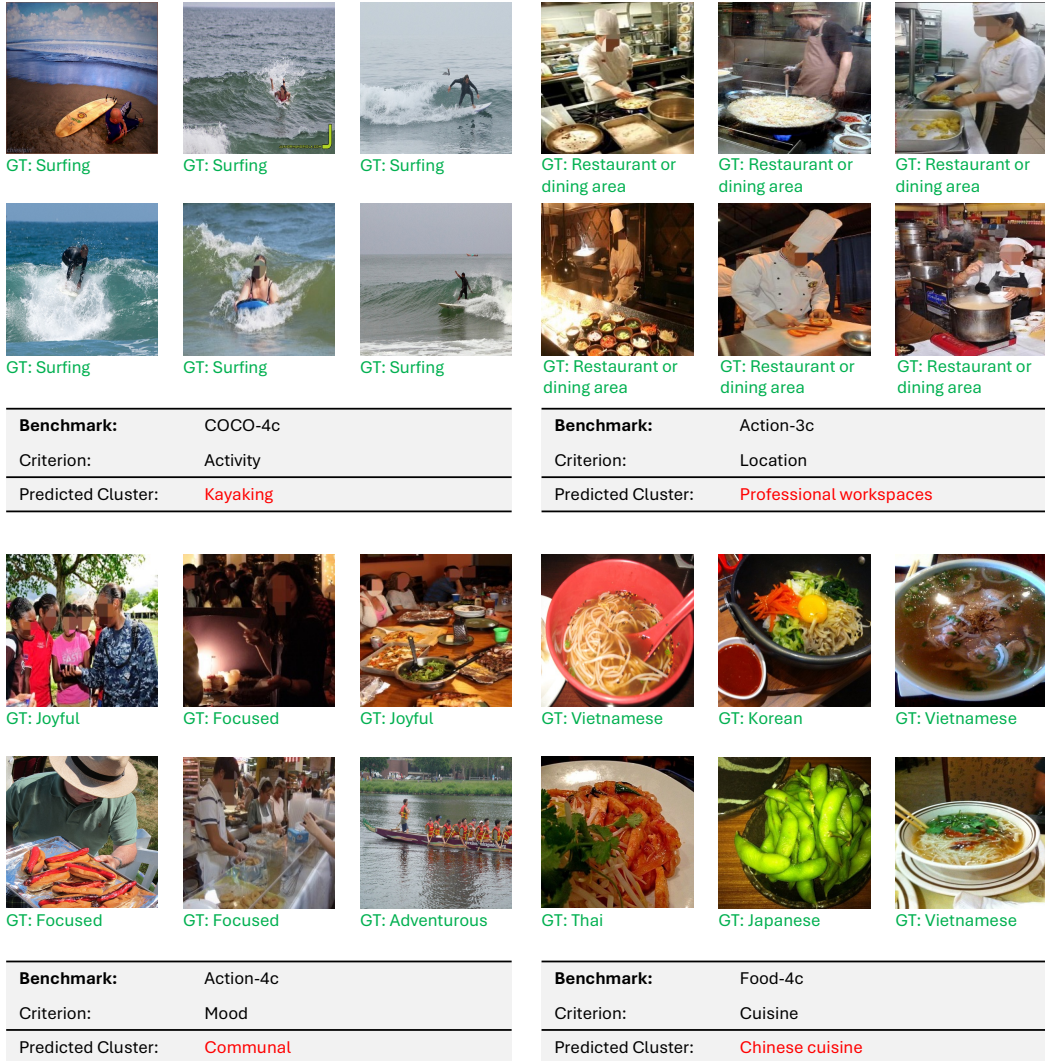 GT: Surfing
GT: Surfing
GT: Surfing
GT: Surfing
GT: Surfing
GT: Surfing
Benchmark: COCO-4c
Criterion: Activity
Predicted Cluster: Kayaking
GT: Restaurant or
dining area
GT: Restaurant or
dining area
GT: Restaurant or
dining area
GT: Restaurant or
dining area
GT: Restaurant or
dining area
GT: Restaurant or
dining area
Benchmark: Action-3c
Criterion: Location
Predicted Cluster: Professional workspaces
GT: Joyful
GT: Focused
GT: Joyful
GT: Focused
GT: Focused
GT: Adventurous
Benchmark: Action-4c
Criterion: Mood
Predicted Cluster: Communal
GT: Vietnamese
GT: Korean
GT: Vietnamese
GT: Thai
GT: Japanese
GT: Vietnamese
Benchmark: Food-4c
Criterion: Cuisine
Predicted Cluster: Chinese cuisine